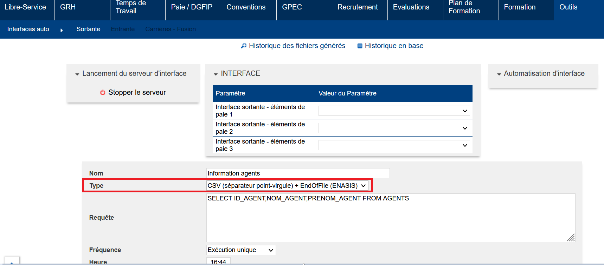 Libre-Service GRH Temps de Travail Paie / DGFIP Conventions GPEC Recrutement Evaluations Plan de Formation Formation Outils
Interfaces auto Sortante
Historique des fichiers générés Historique en base
Lancement du serveur d'interface
Stopper le serveur
INTERFACE
Paramètre Valeur du Paramètre
Interface sortante - éléments de paie 1
Interface sortante - éléments de paie 2
Interface sortante - éléments de paie 3
Automatisation d'interface
Nom Information agents
Type CSV (séparateur point-virgule) + EndOfFile (ENASIS)
Requête SELECT ID_AGENT,NOM_AGENT,PRENOM_AGENT FROM AGENTS
Fréquence Exécution unique
Heure 16:44